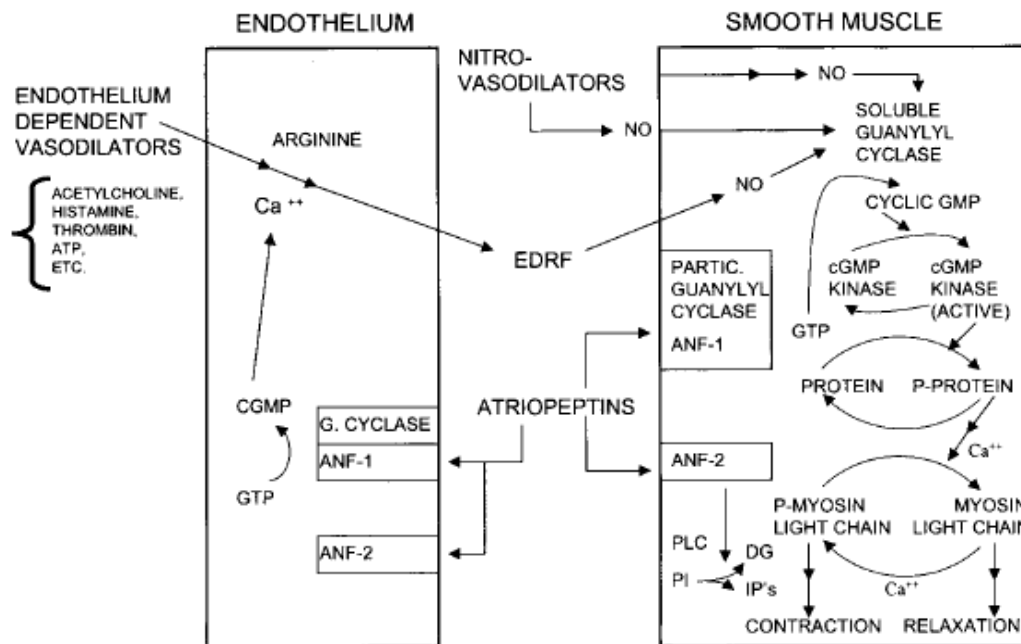 ENDOTHELIUM
SMOOTH MUSCLE
ENDOTHELIUM
DEPENDENT
VASODILATORS
ACETYLCHOLINE,
HISTAMINE,
THROMBIN,
ATP,
ETC.
ARGININE
Ca ++
CGMP
GTP
G. CYCLASE
ANF-1
ANF-2
NITRO-
VASODILATORS
NO
EDRF
ATRIOPEPTINS
NO
SOLUBLE
GUANYLYL
CYCLASE
NO
CYCLIC GMP
PARTIC.
GUANYLYL
CYCLASE
ANF-1
cGMP
KINASE
cGMP
KINASE
(ACTIVE)
GTP
PROTEIN
P-PROTEIN
Ca++
ANF-2
P-MYOSIN
LIGHT CHAIN
MYOSIN
LIGHT CHAIN
PLC
DG
PI
IP's
Ca++
CONTRACTION
RELAXATION